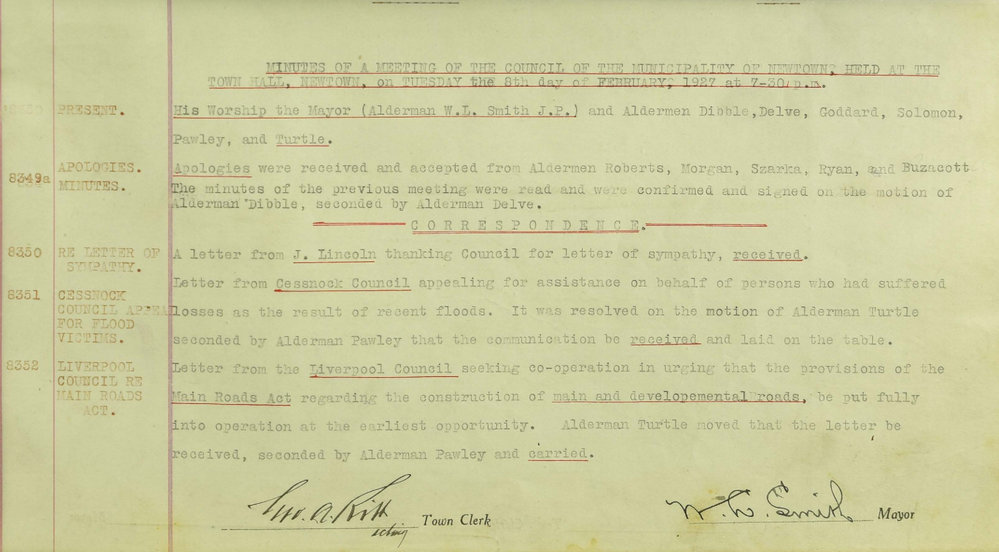 MINUTES OF A MEETING OF THE COUNCIL OF THE MUNICIPALITY OF NEWTOWN, HELD AT THE
TOWN HALL, NEWTOWN, on TUESDAY the 8th day of FEBRUARY, 1927 at 7-30 p.m.
PRESENT.
His Worship the Mayor (Alderman W.L. Smith J.P.) and Aldermen Dibble, Delve, Goddard, Solomon,
Pawley, and Turtle.
APOLOGIES.
Apologies were received and accepted from Aldermen Roberts, Morgan, Szarka, Ryan, and Buzacott
8349a
MINUTES.
The minutes of the previous meeting were read and were confirmed and signed on the motion of
Alderman Dibble, seconded by Alderman Delve.
CORRESPONDENCE.
8350
RE LETTER OF
SYMPATHY.
A letter from J. Lincoln thanking Council for letter of sympathy, received.
8351
CESSNOCK
COUNCIL APPEA
FOR FLOOD
VICTIMS.
Letter from Cessnock Council appealing for assistance on behalf of persons who had suffered
losses as the result of recent floods. It was resolved on the motion of Alderman Turtle
seconded by Alderman Pawley that the communication be received and laid on the table.
8352
LIVERPOOL
COUNCIL RE
MAIN ROADS
ACT.
Letter from the Liverpool Council seeking co-operation in urging that the provisions of the
Main Roads Act regarding the construction of main and developemental roads, be put fully
into operation at the earliest opportunity. Alderman Turtle moved that the letter be
received, seconded by Alderman Pawley and carried.
Town Clerk
acting
W. L. Smith Mayor